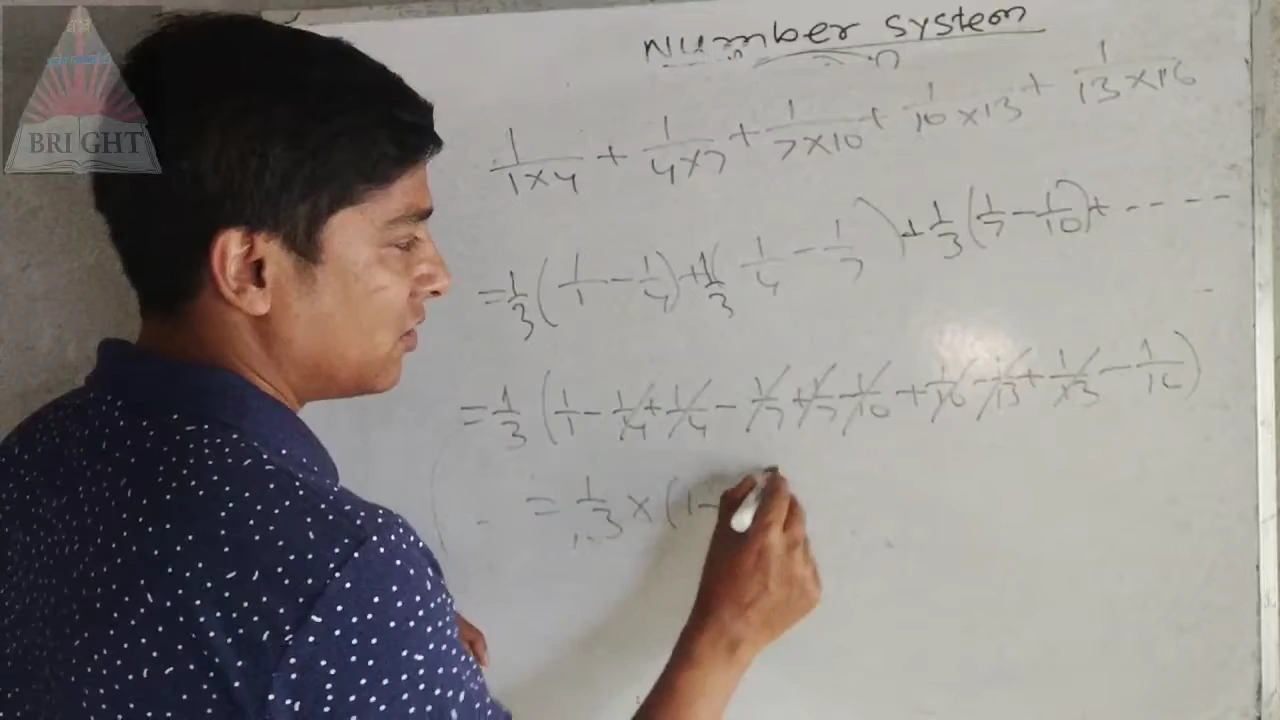 BRIGHT
Number system
1/(1×4) + 1/(4×7) + 1/(7×10) + 1/(10×13) + 1/(13×16)
= 1/3 (1/1 − 1/4) + 1/3 (1/4 − 1/7) + 1/3 (1/7 − 1/10) + - - - -
= 1/3 (1/1 − 1/4 + 1/4 − 1/7 + 1/7 − 1/10 + 1/10 − 1/13 + 1/13 − 1/16)
= 1/3 × (1 −